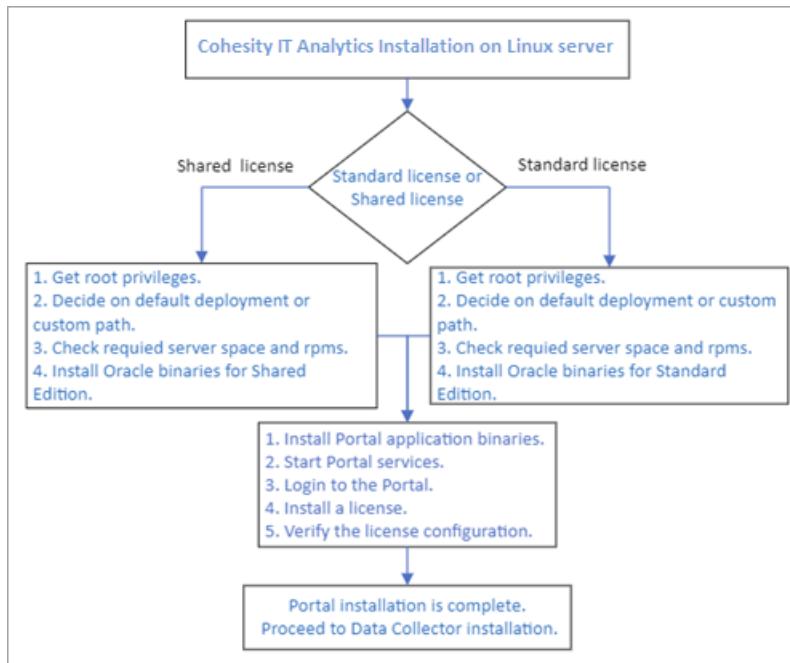 Cohesity IT Analytics Installation on Linux server
Shared license
Standard license
Standard license or
Shared license
1. Get root privileges.
2. Decide on default deployment or
custom path.
3. Check requied server space and rpms.
4. Install Oracle binaries for Shared
Edition.
1. Get root privileges.
2. Decide on default deployment or custom
path.
3. Check requied server space and rpms.
4. Install Oracle binaries for Standard
Edition.
1. Install Portal application binaries.
2. Start Portal services.
3. Login to the Portal.
4. Install a license.
5. Verify the license configuration.
Portal installation is complete.
Proceed to Data Collector installation.